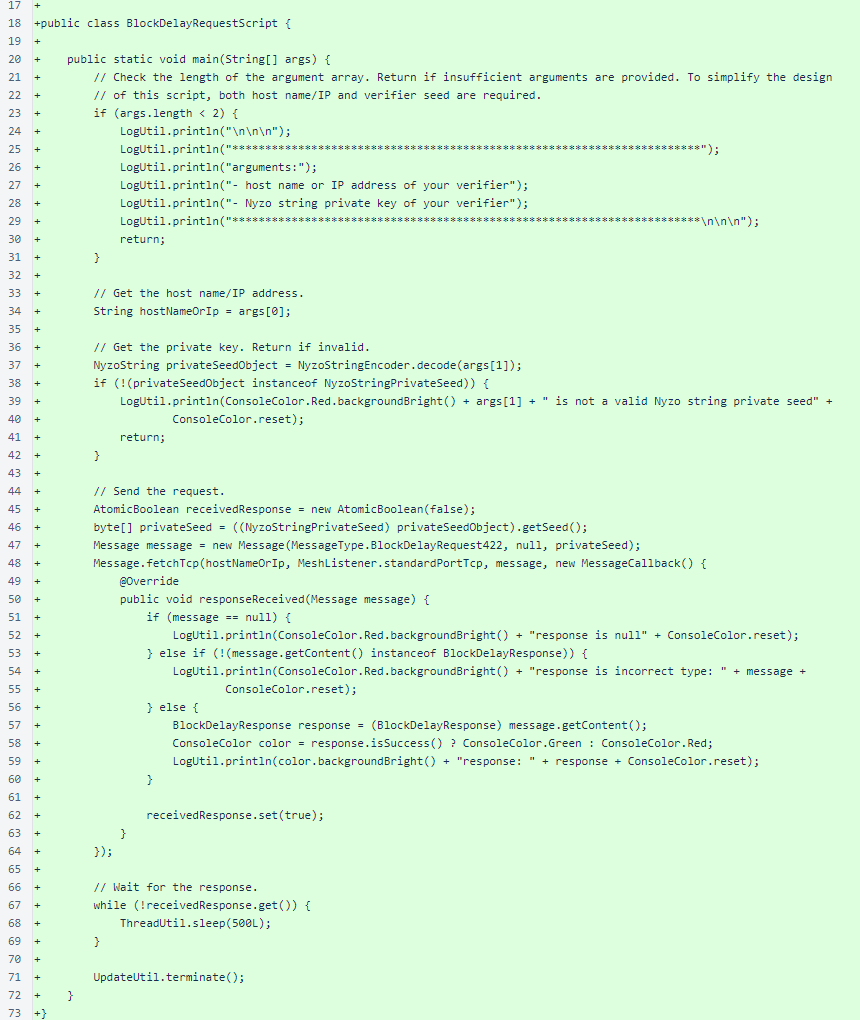 17 +
18 +public class BlockDelayRequestScript {
19 +
20 +    public static void main(String[] args) {
21 +        // Check the length of the argument array. Return if insufficient arguments are provided. To simplify the design
22 +        // of this script, both host name/IP and verifier seed are required.
23 +        if (args.length < 2) {
24 +            LogUtil.println("\n\n\n");
25 +            LogUtil.println("***********************************************************************");
26 +            LogUtil.println("arguments:");
27 +            LogUtil.println("- host name or IP address of your verifier");
28 +            LogUtil.println("- Nyzo string private key of your verifier");
29 +            LogUtil.println("***********************************************************************\n\n\n");
30 +            return;
31 +        }
32 +
33 +        // Get the host name/IP address.
34 +        String hostNameOrIp = args[0];
35 +
36 +        // Get the private key. Return if invalid.
37 +        NyzoString privateSeedObject = NyzoStringEncoder.decode(args[1]);
38 +        if (!(privateSeedObject instanceof NyzoStringPrivateSeed)) {
39 +            LogUtil.println(ConsoleColor.Red.backgroundBright() + args[1] + " is not a valid Nyzo string private seed" +
40 +                    ConsoleColor.reset);
41 +            return;
42 +        }
43 +
44 +        // Send the request.
45 +        AtomicBoolean receivedResponse = new AtomicBoolean(false);
46 +        byte[] privateSeed = ((NyzoStringPrivateSeed) privateSeedObject).getSeed();
47 +        Message message = new Message(MessageType.BlockDelayRequest422, null, privateSeed);
48 +        Message.fetchTcp(hostNameOrIp, MeshListener.standardPortTcp, message, new MessageCallback() {
49 +            @Override
50 +            public void responseReceived(Message message) {
51 +                if (message == null) {
52 +                    LogUtil.println(ConsoleColor.Red.backgroundBright() + "response is null" + ConsoleColor.reset);
53 +                } else if (!(message.getContent() instanceof BlockDelayResponse)) {
54 +                    LogUtil.println(ConsoleColor.Red.backgroundBright() + "response is incorrect type: " + message +
55 +                            ConsoleColor.reset);
56 +                } else {
57 +                    BlockDelayResponse response = (BlockDelayResponse) message.getContent();
58 +                    ConsoleColor color = response.isSuccess() ? ConsoleColor.Green : ConsoleColor.Red;
59 +                    LogUtil.println(color.backgroundBright() + "response: " + response + ConsoleColor.reset);
60 +                }
61 +
62 +                receivedResponse.set(true);
63 +            }
64 +        });
65 +
66 +        // Wait for the response.
67 +        while (!receivedResponse.get()) {
68 +            ThreadUtil.sleep(500L);
69 +        }
70 +
71 +        UpdateUtil.terminate();
72 +    }
73 +}